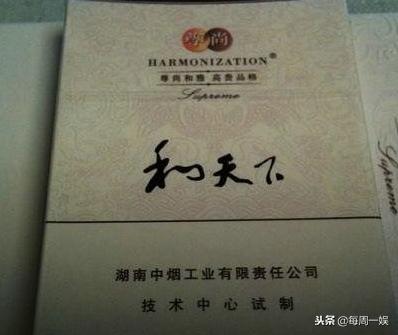 尊尚
HARMONIZATION®
尊尚和雅 高贵品格
Supreme
和天下
湖南中烟工业有限责任公司
技术中心试制
Supreme
头条 @每周一娱